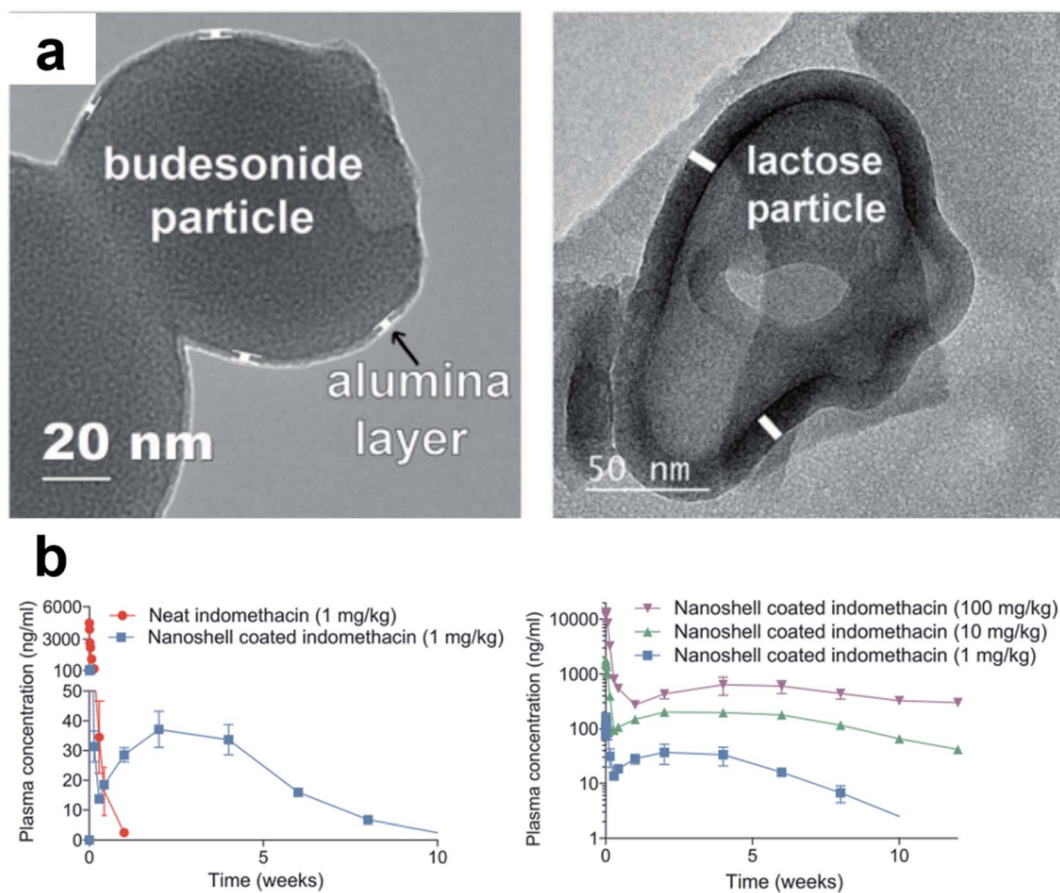 a
budesonide
particle
20 nm
alumina
layer
lactose
particle
50 nm
b
6000
3000
100
50
40
30
20
10
0
Plasma concentration (ng/ml)
Neat indomethacin (1 mg/kg)
Nanoshell coated indomethacin (1 mg/kg)
0
5
10
Time (weeks)
10000
1000
100
10
1
Plasma concentration (ng/ml)
Nanoshell coated indomethacin (100 mg/kg)
Nanoshell coated indomethacin (10 mg/kg)
Nanoshell coated indomethacin (1 mg/kg)
0
5
10
Time (weeks)